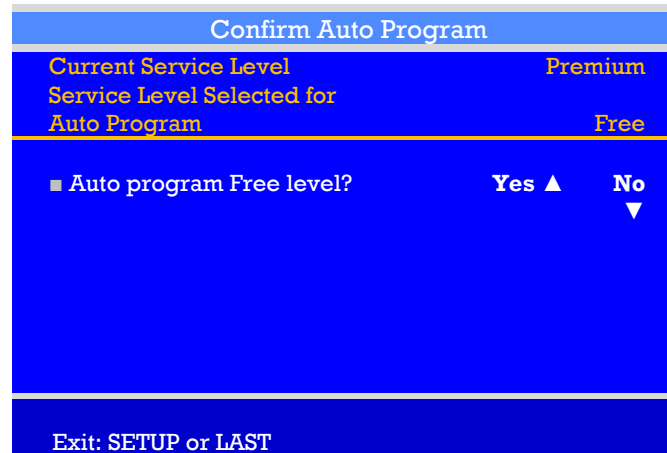 Confirm Auto Program
Current Service Level Premium
Service Level Selected for
Auto Program Free
■ Auto program Free level? Yes ▲ No
▼
Exit: SETUP or LAST